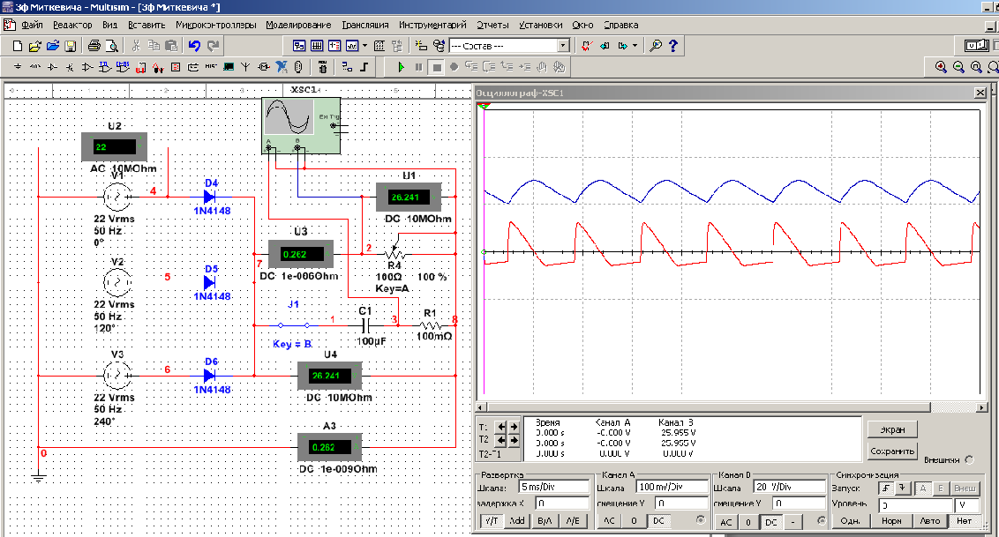 3ф Миткевича - Multisim - [3ф Миткевича *]
Файл Редактор Вид Вставить Микроконтроллеры Моделирование Трансляция Инструментарий Отчеты Установки Окно Справка
--- Состав ---
XSC1
Ext Trig
A B
U2
22
AC 10MOhm
V1
22 Vrms
50 Hz
0°
4
D4
1N4148
U1
26.241
DC 10MOhm
U3
0.262
DC 1e-006Ohm
7
2
R4
100Ω 100 %
Key=A
V2
22 Vrms
50 Hz
120°
5
D5
1N4148
J1
Key = B
1
C1
100µF
3
R1
100mΩ
8
V3
22 Vrms
50 Hz
240°
6
D6
1N4148
U4
26.241
DC 10MOhm
A3
0.262
DC 1e-009Ohm
0
Осциллограф-XSC1
T1
T2
T2-T1
Время Канал A Канал B
0.000 s -0.000 V 25.955 V
0.000 s -0.000 V 25.955 V
0.000 s 0.000 V 0.000 V
Экран
Сохранить
Внешняя
Развертка
Шкала: 5 ms/Div
задержка X 0
Y/T Add B/A A/B
Канал A
Шкала 100 mV/Div
смещение Y 0
AC 0 DC
Канал B
Шкала 20 V/Div
смещение Y 0
AC 0 DC -
Синхронизация
Запуск A B Внеш
Уровень 0 V
Одн. Норм Авто Нет